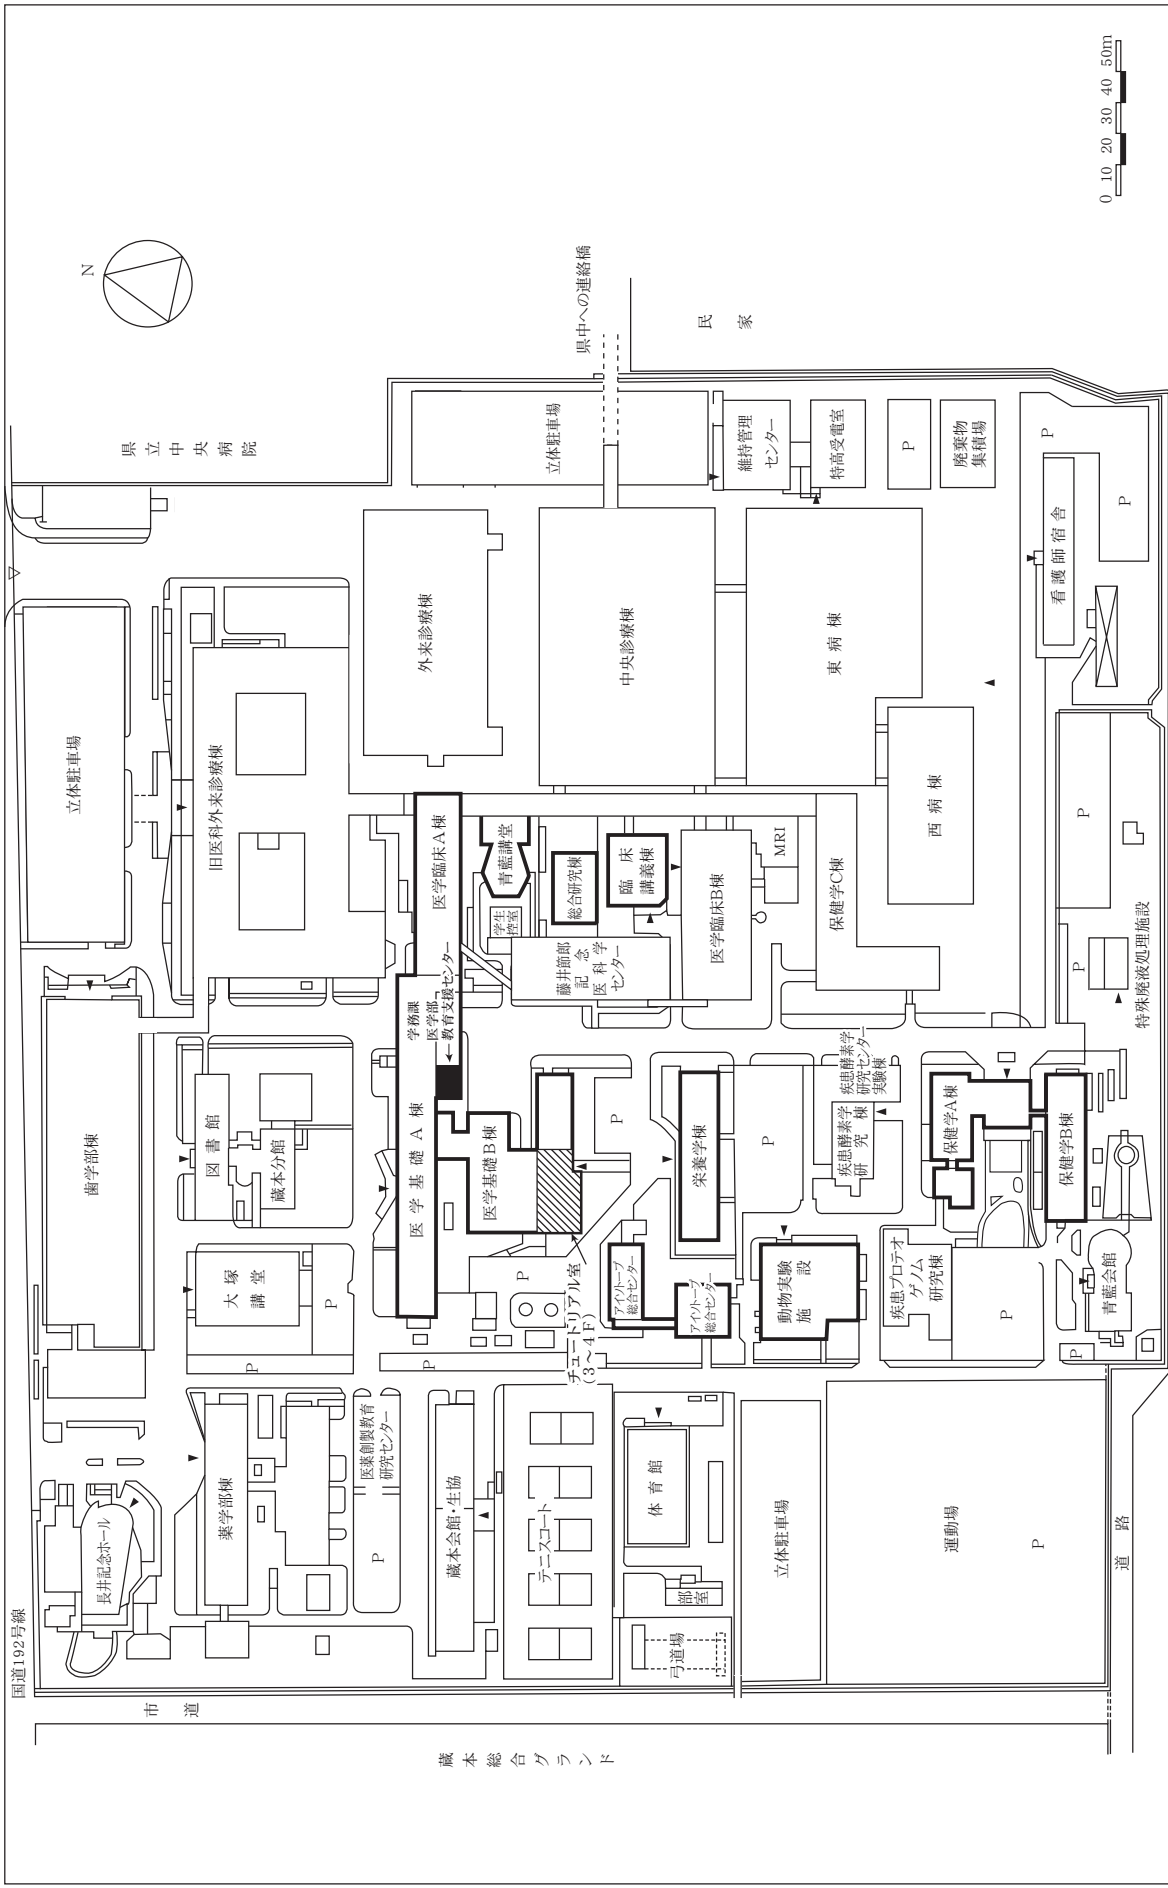 国道192号線
市道
蔵本総合グランド
長井記念ホール
薬学部棟
医薬創製教育
研究センター
P
蔵本会館・生協
テニスコート
体育館
部室
弓道場
立体駐車場
運動場
P
道路
歯学部棟
大塚
講堂
P
P
P
図書館
蔵本分館
医学基礎A棟
学務課
医学部
教育支援センター
医学基礎B棟
P
チュートリアル室
(3～4F)
P
アイソトープ
総合センター
アイソトープ
総合センター
栄養学棟
P
動物実験
施設
疾患酵素学
研究センター
実験棟
疾患酵素学
研究棟
疾患プロテオ
ゲノム
研究棟
P
保健学A棟
保健学B棟
青藍会館
P
立体駐車場
旧医科外来診療棟
医学臨床A棟
青藍講堂
学生
控室
総合研究棟
藤井節郎
記念
医科学
センター
臨床
講義棟
医学臨床B棟
MRI
保健学C棟
外来診療棟
中央診療棟
東病棟
西病棟
P
P
特殊廃液処理施設
県立中央病院
立体駐車場
県中への連絡橋
民家
維持管理
センター
特高受電室
P
廃棄物
集積場
P
看護師宿舎
P
N
0 10 20 30 40 50m